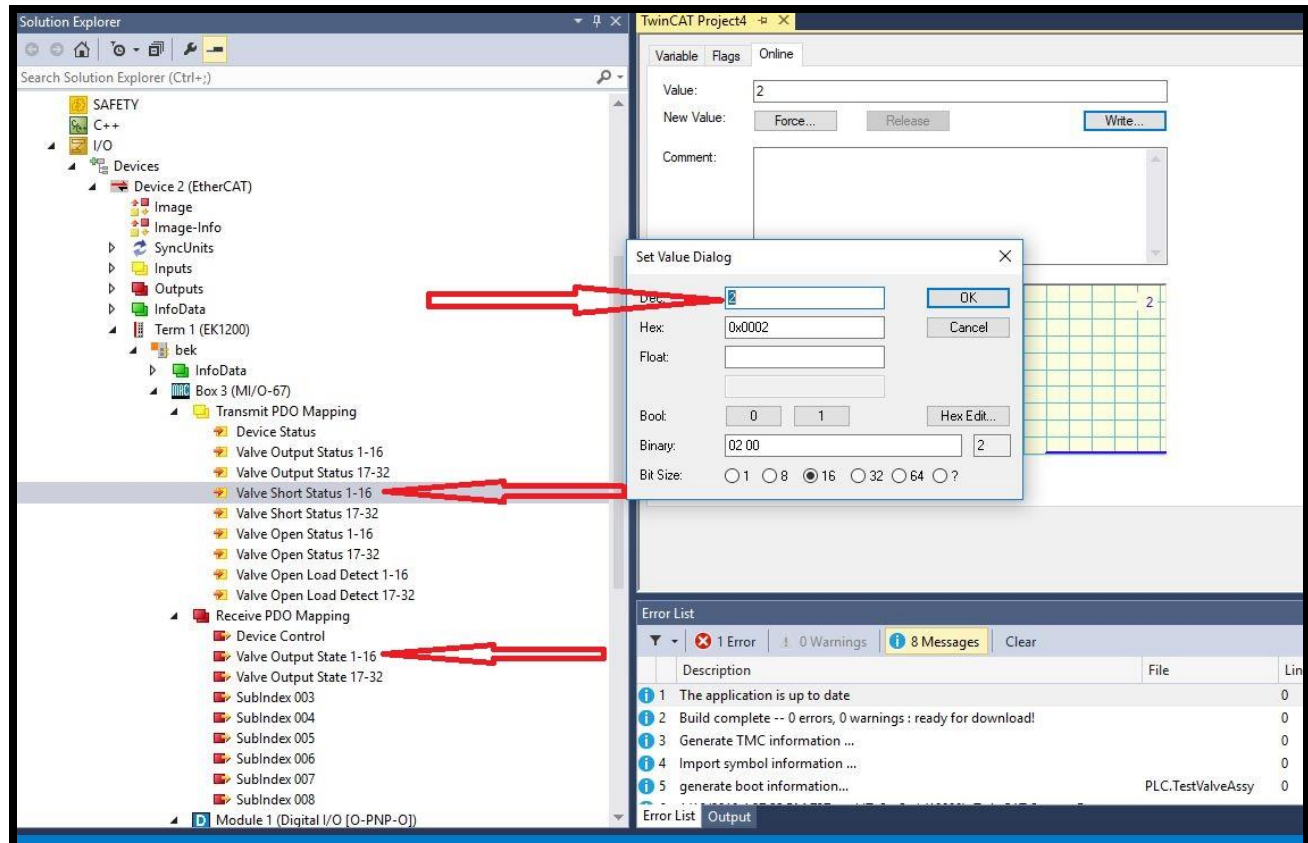 Solution Explorer
Search Solution Explorer (Ctrl+;)
SAFETY
C++
I/O
Devices
Device 2 (EtherCAT)
Image
Image-Info
SyncUnits
Inputs
Outputs
InfoData
Term 1 (EK1200)
bek
InfoData
Box 3 (MI/O-67)
Transmit PDO Mapping
Device Status
Valve Output Status 1-16
Valve Output Status 17-32
Valve Short Status 1-16
Valve Short Status 17-32
Valve Open Status 1-16
Valve Open Status 17-32
Valve Open Load Detect 1-16
Valve Open Load Detect 17-32
Receive PDO Mapping
Device Control
Valve Output State 1-16
Valve Output State 17-32
SubIndex 003
SubIndex 004
SubIndex 005
SubIndex 006
SubIndex 007
SubIndex 008
D Module 1 (Digital I/O [O-PNP-O])
TwinCAT Project4
Variable Flags Online
Value: 2
New Value: Force... Release Write...
Comment:
Set Value Dialog
Dec: 2 OK
Hex: 0x0002 Cancel
Float:
Bool: 0 1 Hex Edit...
Binary: 02 00 2
Bit Size: 1 8 16 32 64 ?
2
Error List
1 Error 0 Warnings 8 Messages Clear
Description File Lin
1 The application is up to date 0
2 Build complete -- 0 errors, 0 warnings : ready for download! 0
3 Generate TMC information ... 0
4 Import symbol information ... 0
5 generate boot information... PLC.TestValveAssy 0
Error List Output